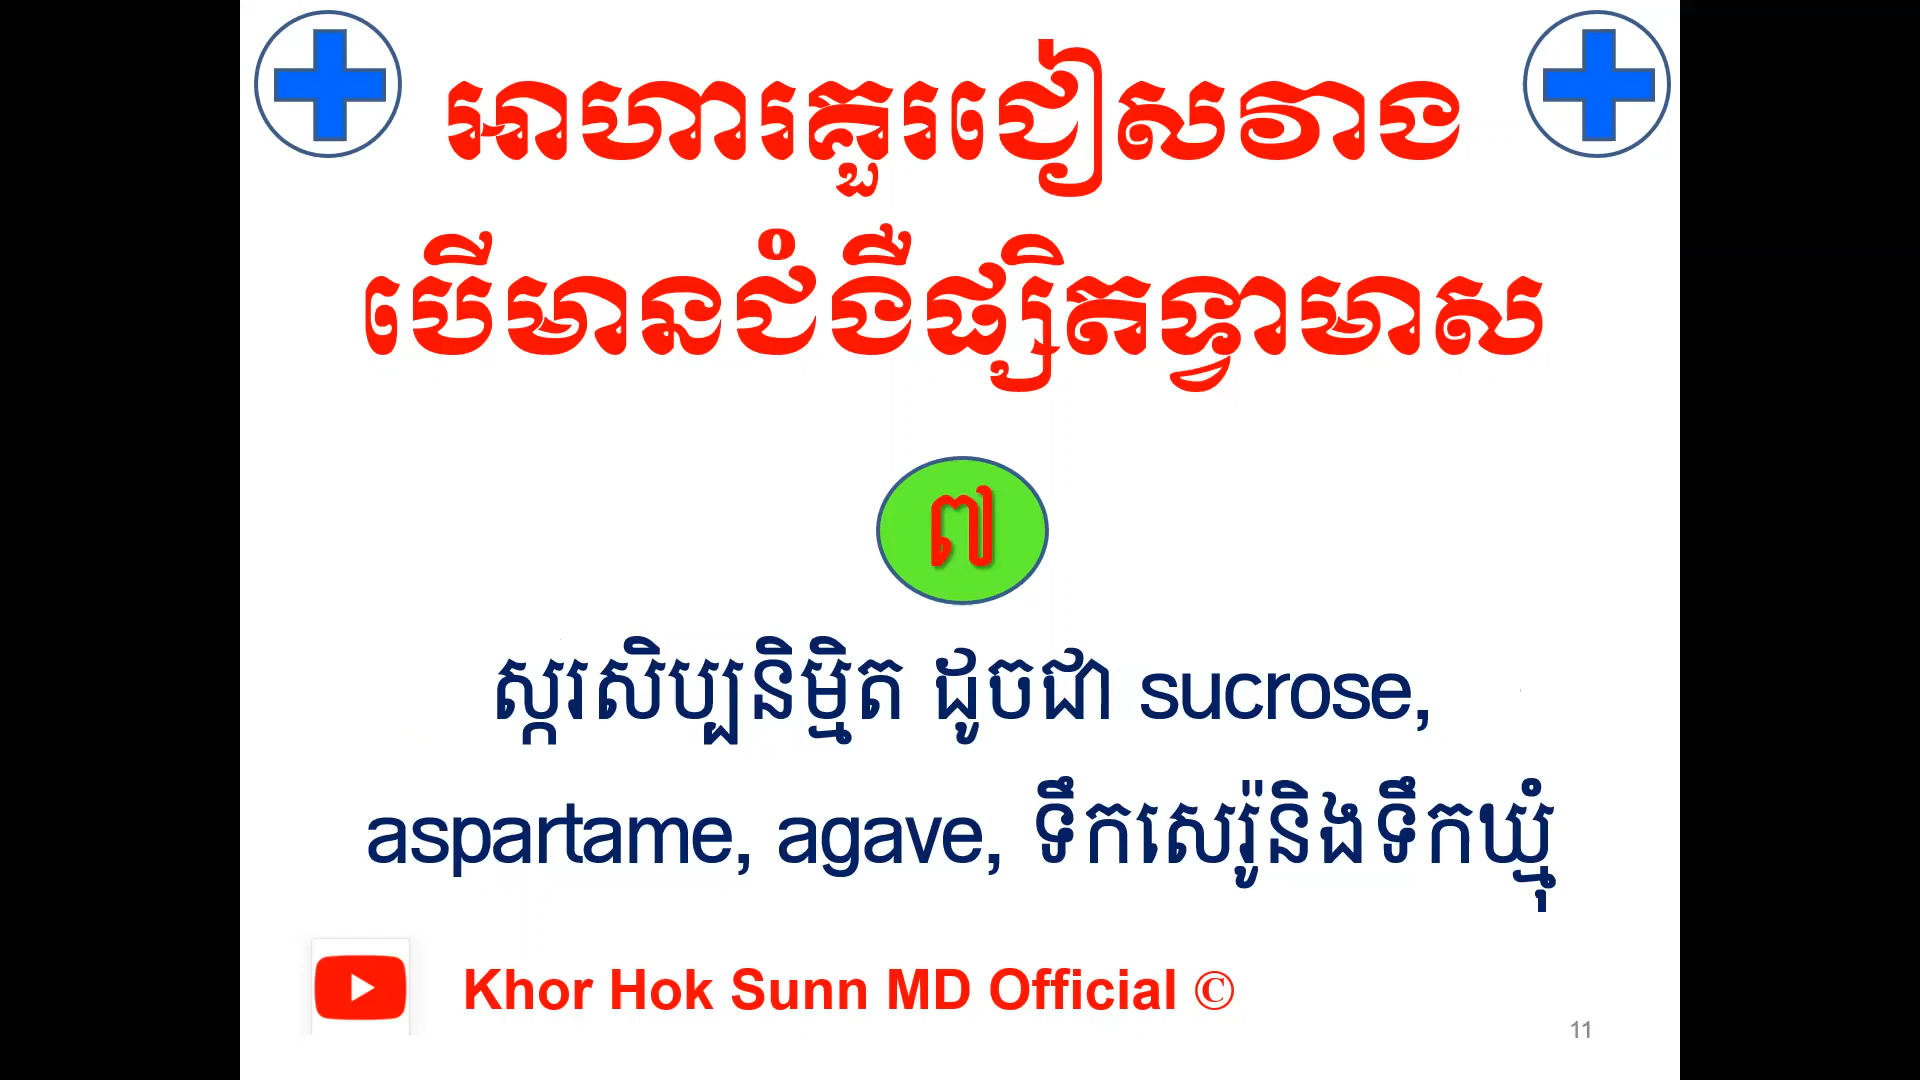 អាហារគួរជៀសវាង
បើមានជំងឺផ្សិតទ្វាមាស
៧
ស្ករសិប្បនិម្មិត ដូចជា sucrose,
aspartame, agave, ទឹកសេរ៉ូនិងទឹកឃ្មុំ
Khor Hok Sunn MD Official ©
11